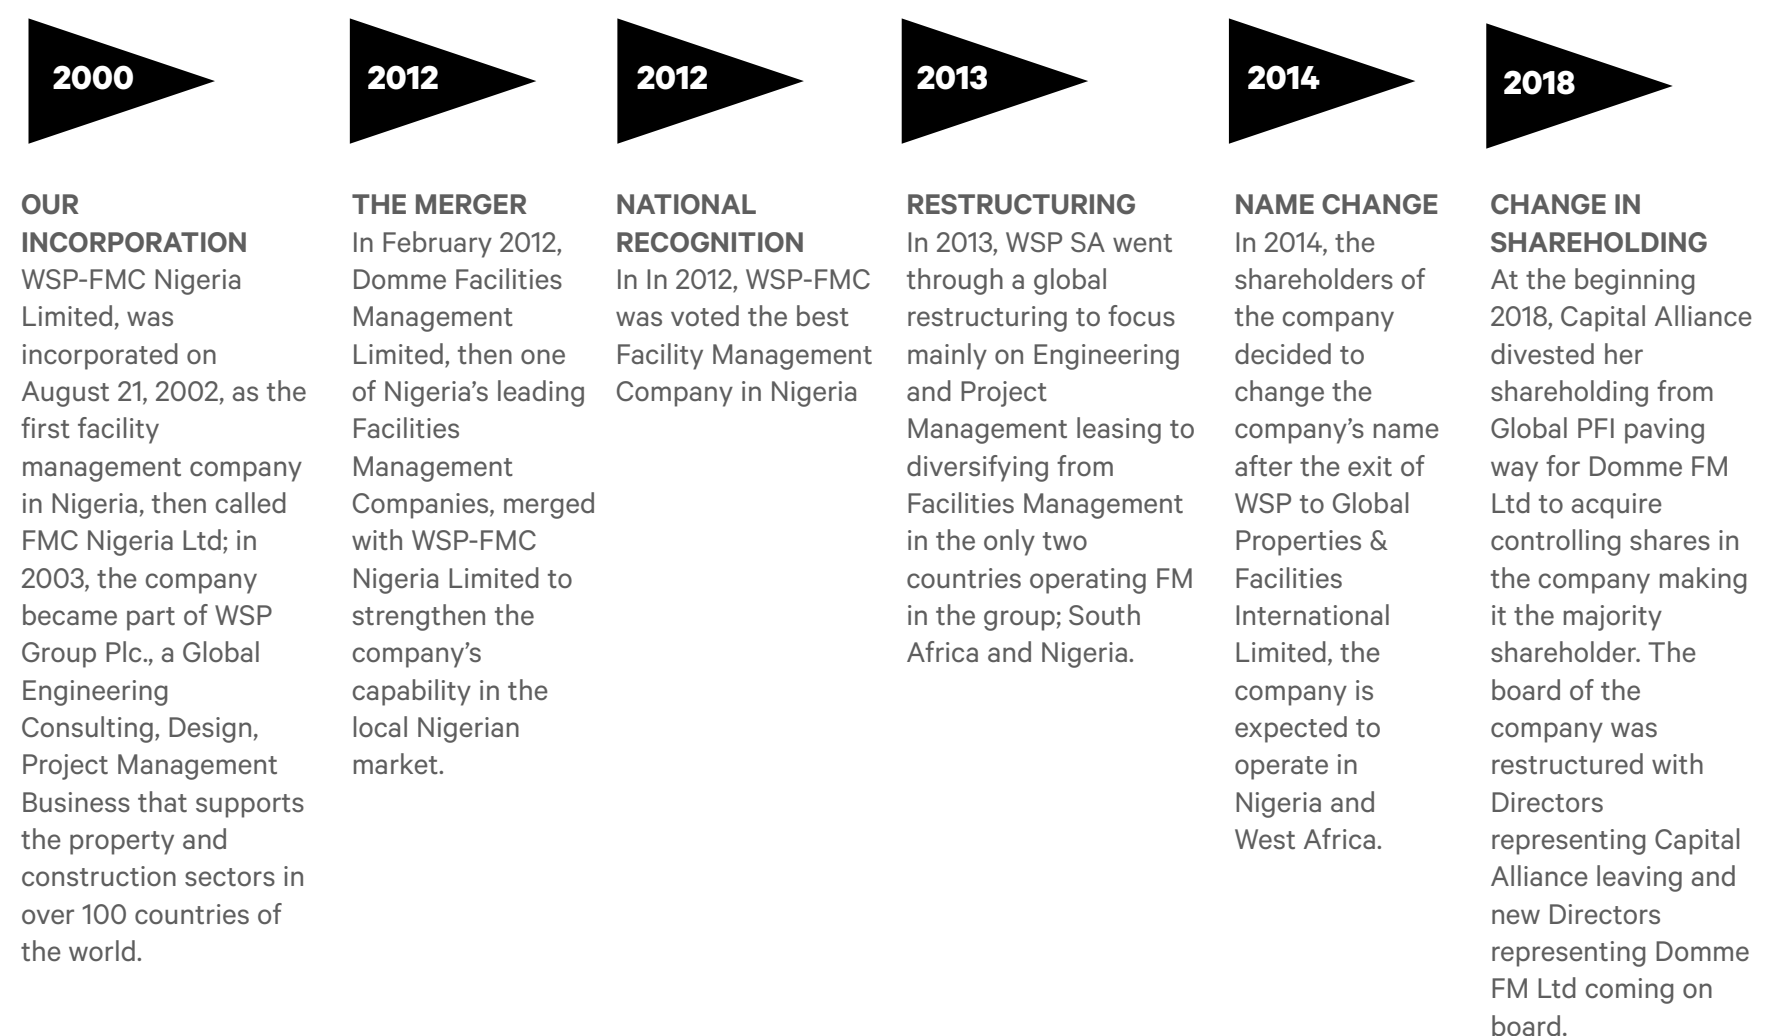 2000
2012
2012
2013
2014
2018
OUR
INCORPORATION
WSP-FMC Nigeria
Limited, was
incorporated on
August 21, 2002, as the
first facility
management company
in Nigeria, then called
FMC Nigeria Ltd; in
2003, the company
became part of WSP
Group Plc., a Global
Engineering
Consulting, Design,
Project Management
Business that supports
the property and
construction sectors in
over 100 countries of
the world.
THE MERGER
In February 2012,
Domme Facilities
Management
Limited, then one
of Nigeria’s leading
Facilities
Management
Companies, merged
with WSP-FMC
Nigeria Limited to
strengthen the
company’s
capability in the
local Nigerian
market.
NATIONAL
RECOGNITION
In In 2012, WSP-FMC
was voted the best
Facility Management
Company in Nigeria
RESTRUCTURING
In 2013, WSP SA went
through a global
restructuring to focus
mainly on Engineering
and Project
Management leasing to
diversifying from
Facilities Management
in the only two
countries operating FM
in the group; South
Africa and Nigeria.
NAME CHANGE
In 2014, the
shareholders of
the company
decided to
change the
company’s name
after the exit of
WSP to Global
Properties &
Facilities
International
Limited, the
company is
expected to
operate in
Nigeria and
West Africa.
CHANGE IN
SHAREHOLDING
At the beginning
2018, Capital Alliance
divested her
shareholding from
Global PFI paving
way for Domme FM
Ltd to acquire
controlling shares in
the company making
it the majority
shareholder. The
board of the
company was
restructured with
Directors
representing Capital
Alliance leaving and
new Directors
representing Domme
FM Ltd coming on
board.